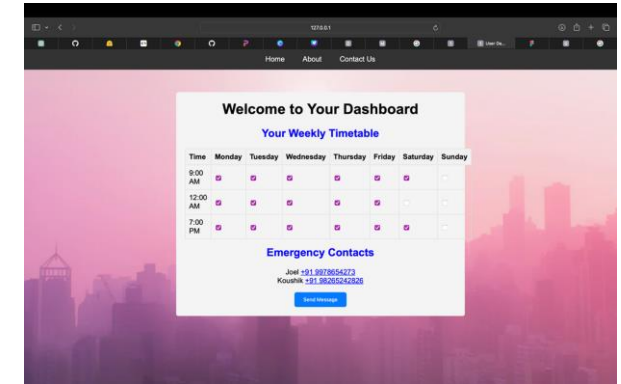 127.0.0.1
User Da...
Home About Contact Us
Welcome to Your Dashboard
Your Weekly Timetable
Time Monday Tuesday Wednesday Thursday Friday Saturday Sunday
9:00
AM
12:00
AM
7:00
PM
Emergency Contacts
Joel +91 9978654273
Koushik +91 98265242826
Send Message